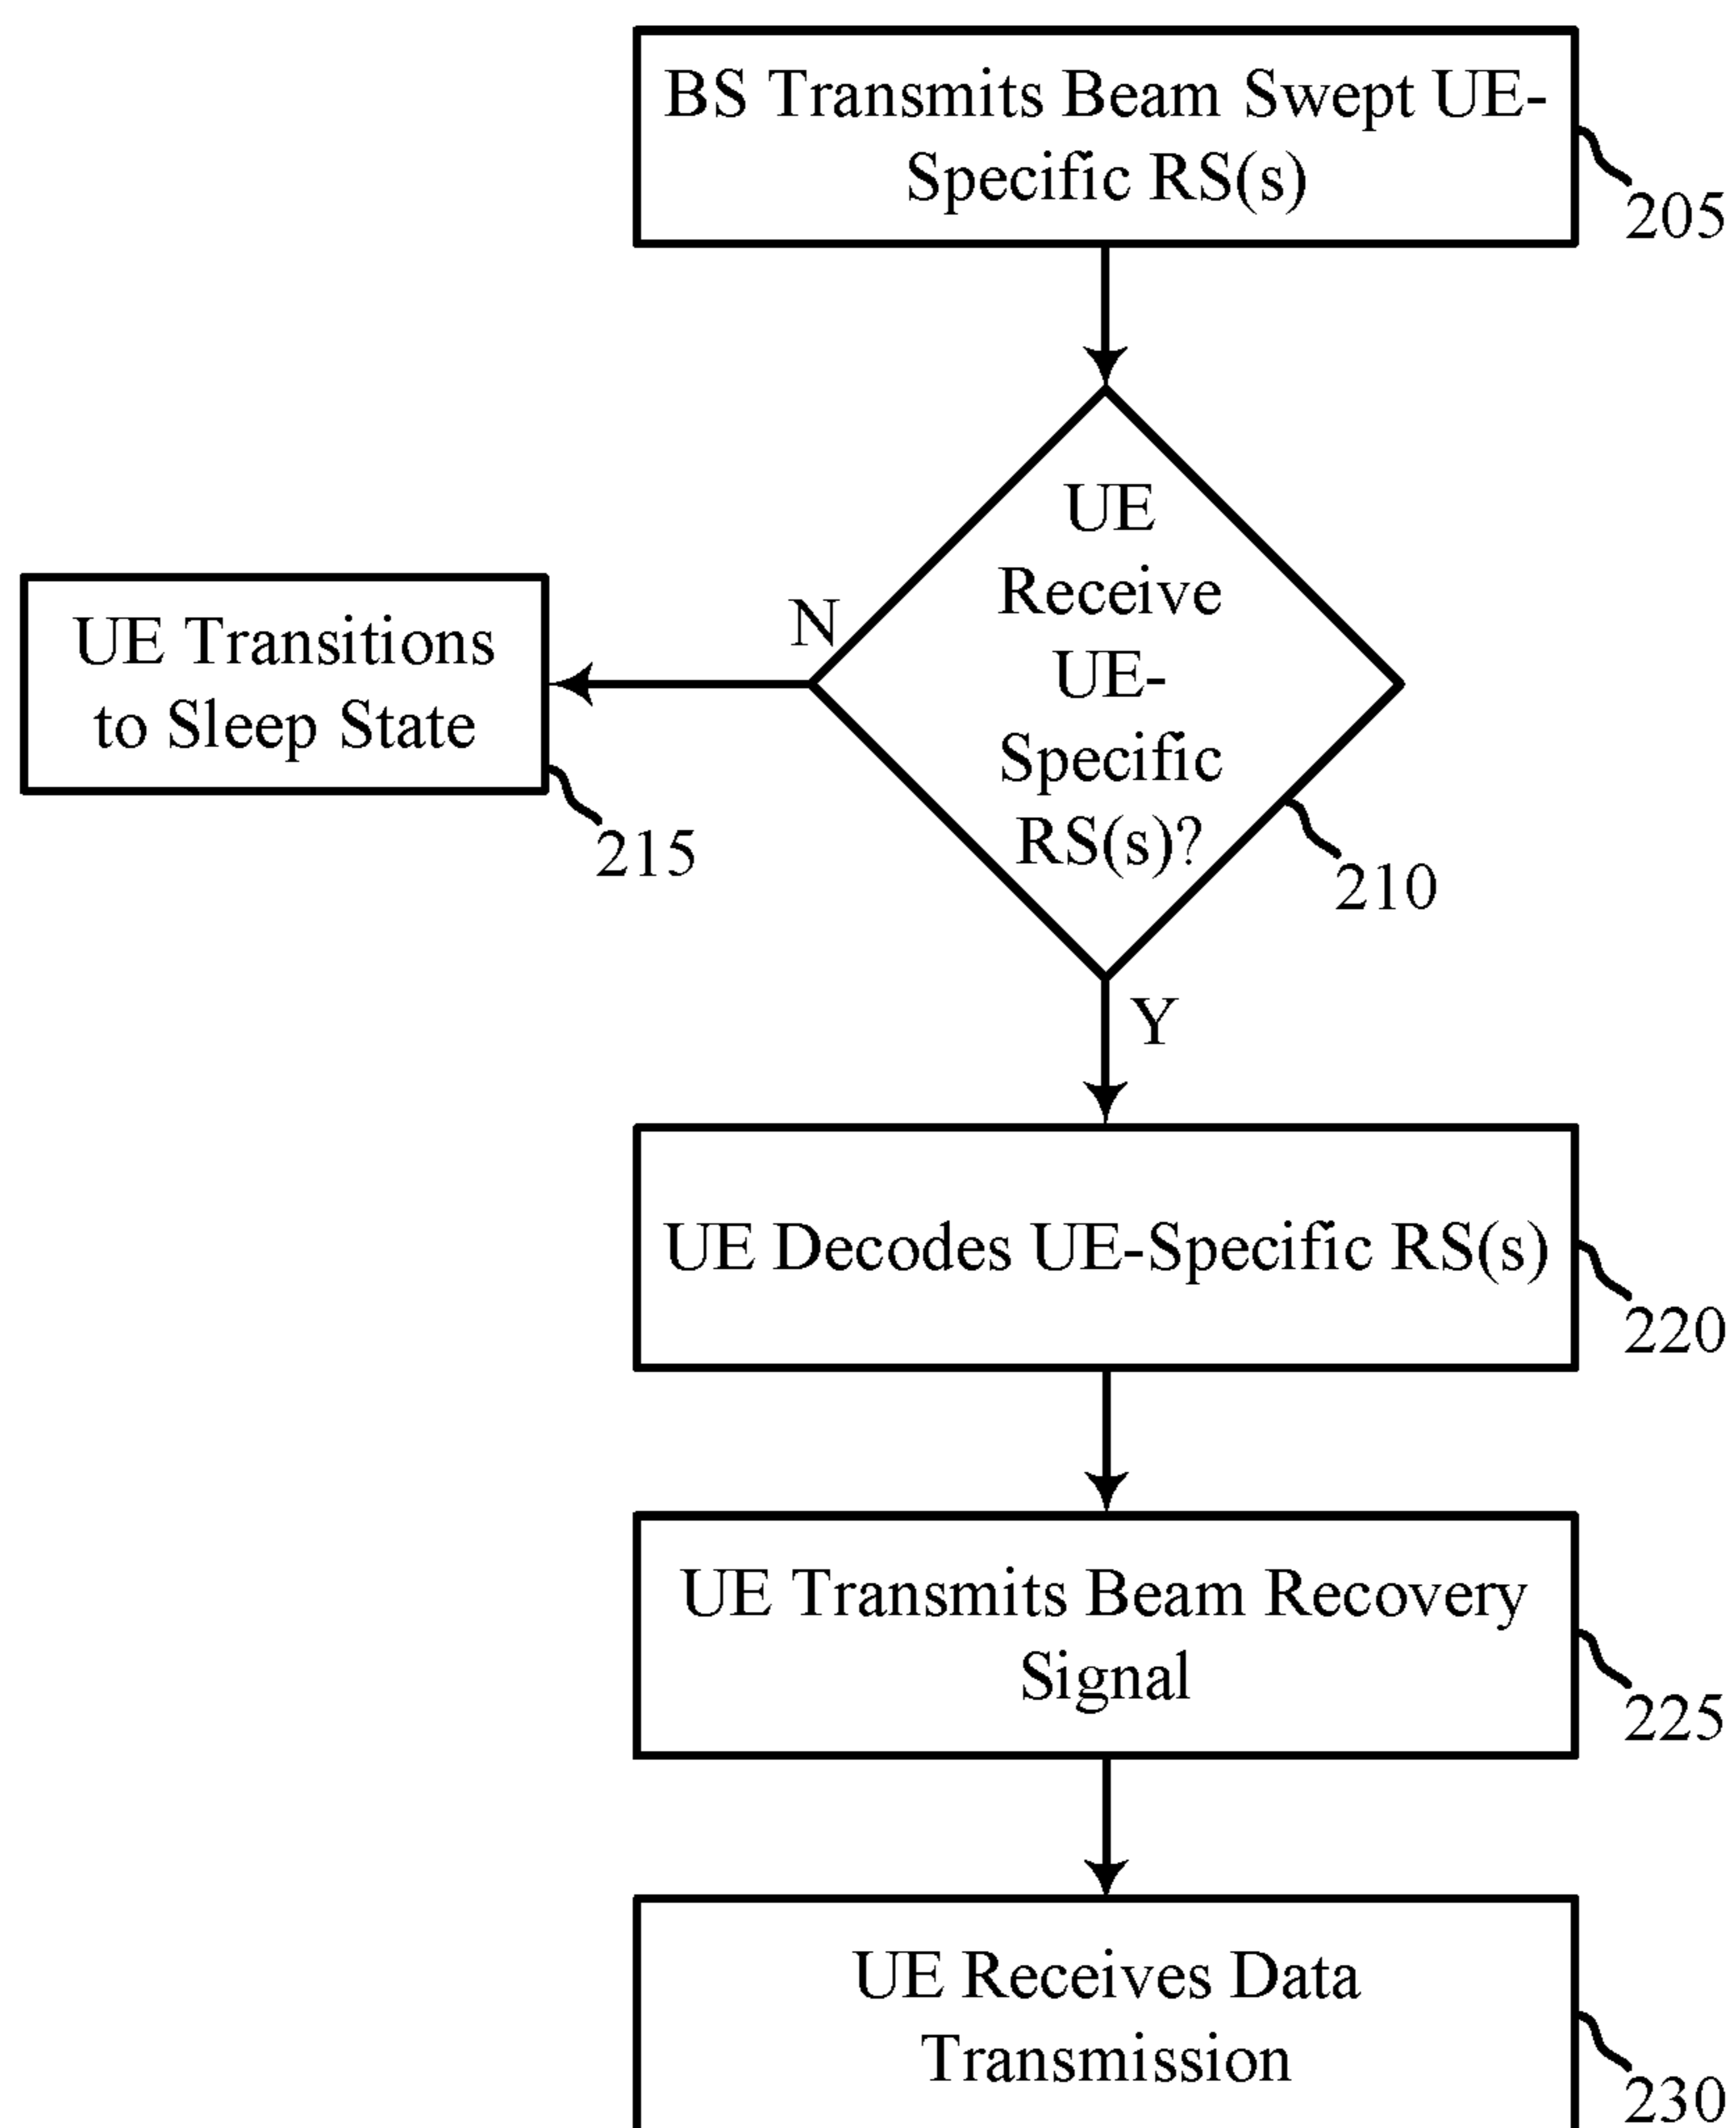 BS Transmits Beam Swept UE-
Specific RS(s)
205
UE
Receive
UE-
Specific
RS(s)?
210
N
UE Transitions
to Sleep State
215
Y
UE Decodes UE-Specific RS(s)
220
UE Transmits Beam Recovery
Signal
225
UE Receives Data
Transmission
230